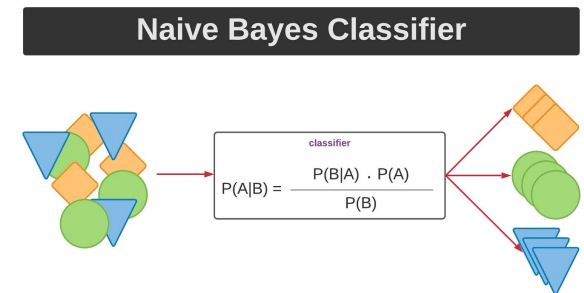 Naive Bayes Classifier
classifier
P(B|A) . P(A)
P(A|B) =
P(B)